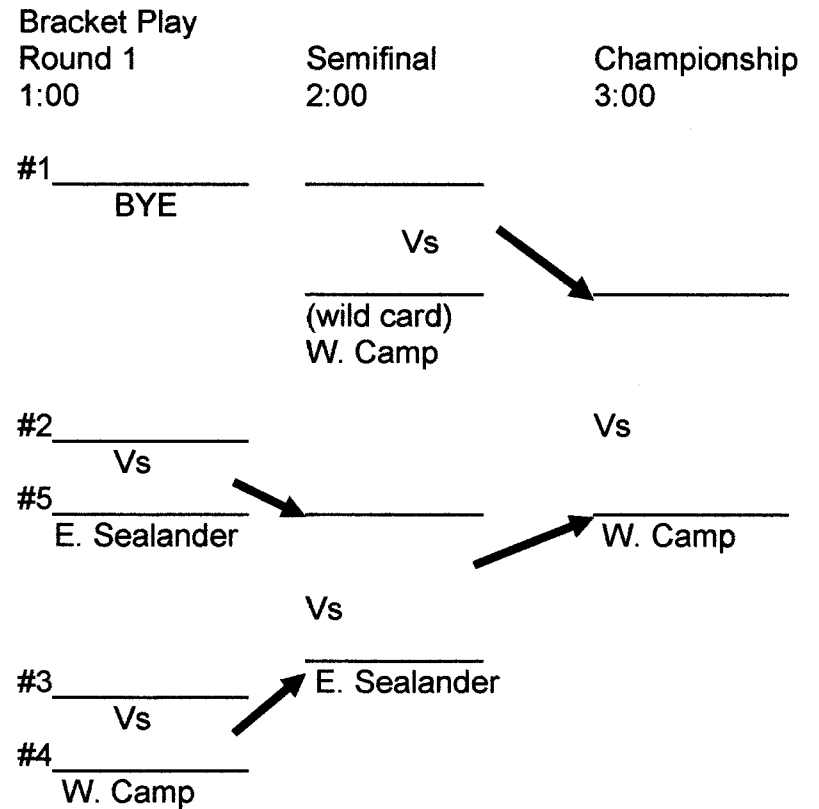 Bracket Play
Round 1 Semifinal Championship
1:00 2:00 3:00
#1
BYE
Vs
(wild card)
W. Camp
#2 Vs
Vs
#5
E. Sealander W. Camp
Vs
#3 E. Sealander
Vs
#4
W. Camp